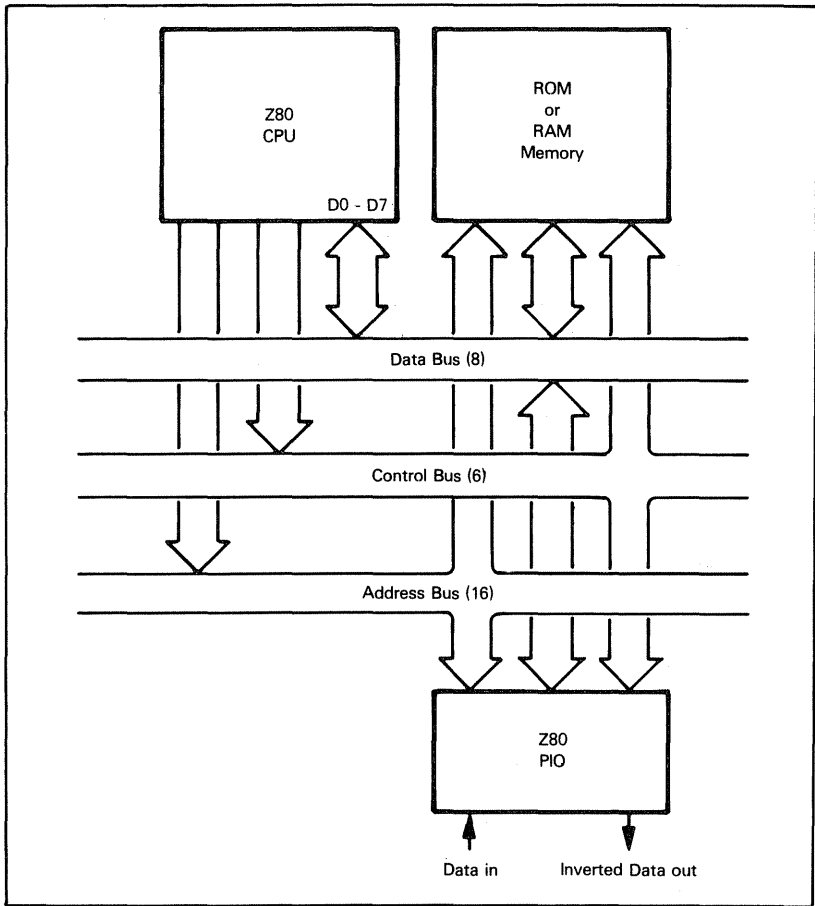 Z80
CPU
D0 - D7
ROM
or
RAM
Memory
Data Bus (8)
Control Bus (6)
Address Bus (16)
Z80
PIO
Data in
Inverted Data out